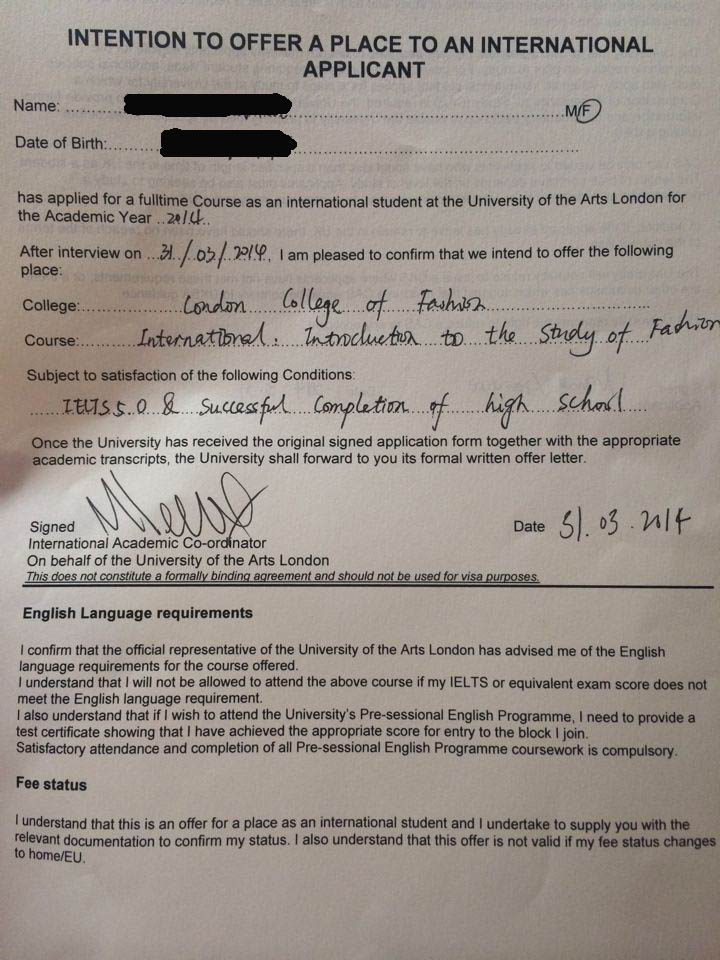 INTENTION TO OFFER A PLACE TO AN INTERNATIONAL
APPLICANT
Name: ..... M/F
Date of Birth: .....
has applied for a fulltime Course as an international student at the University of the Arts London for
the Academic Year ..2014..
After interview on ...31./03/.2014., I am pleased to confirm that we intend to offer the following
place:
College: London College of Fashion
Course: International: Introduction to the Study of Fashion
Subject to satisfaction of the following Conditions:
IELTS 5.0 & Successful Completion of high school
Once the University has received the original signed application form together with the appropriate
academic transcripts, the University shall forward to you its formal written offer letter.
Signed
Date 31.03.2014
International Academic Co-ordinator
On behalf of the University of the Arts London
This does not constitute a formally binding agreement and should not be used for visa purposes.
English Language requirements
I confirm that the official representative of the University of the Arts London has advised me of the English
language requirements for the course offered.
I understand that I will not be allowed to attend the above course if my IELTS or equivalent exam score does not
meet the English language requirement.
I also understand that if I wish to attend the University's Pre-sessional English Programme, I need to provide a
test certificate showing that I have achieved the appropriate score for entry to the block I join.
Satisfactory attendance and completion of all Pre-sessional English Programme coursework is compulsory.
Fee status
I understand that this is an offer for a place as an international student and I undertake to supply you with the
relevant documentation to confirm my status. I also understand that this offer is not valid if my fee status changes
to home/EU.